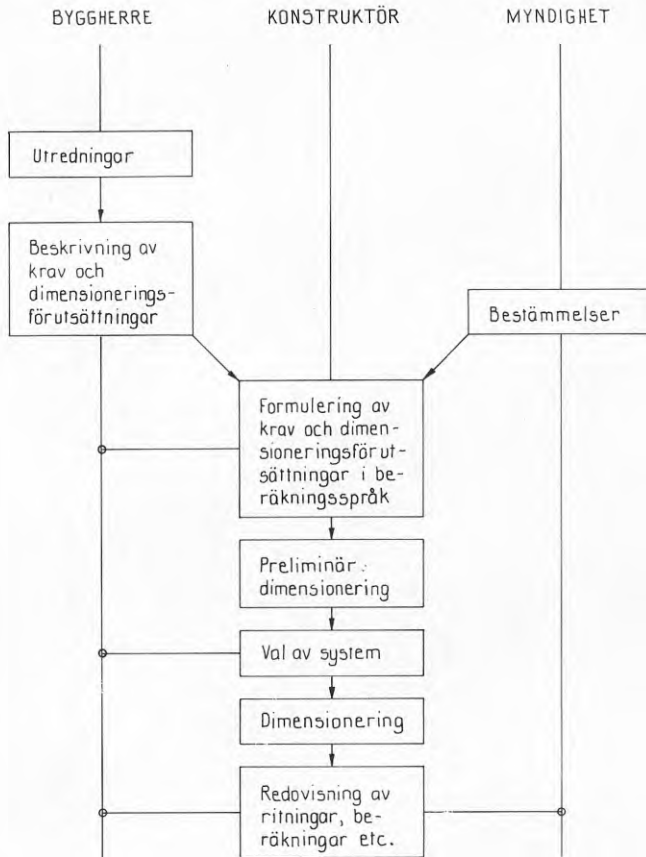 BYGGHERRE KONSTRUKTÖR MYNDIGHET
Utredningar
Beskrivning av
krav och
dimensionerings-
förutsättningar
Bestämmelser
Formulering av
krav och dimen-
sioneringsförut-
sättningar i be-
räkningsspråk
Preliminär
dimensionering
Val av system
Dimensionering
Redovisning av
ritningar, be-
räkningar etc.